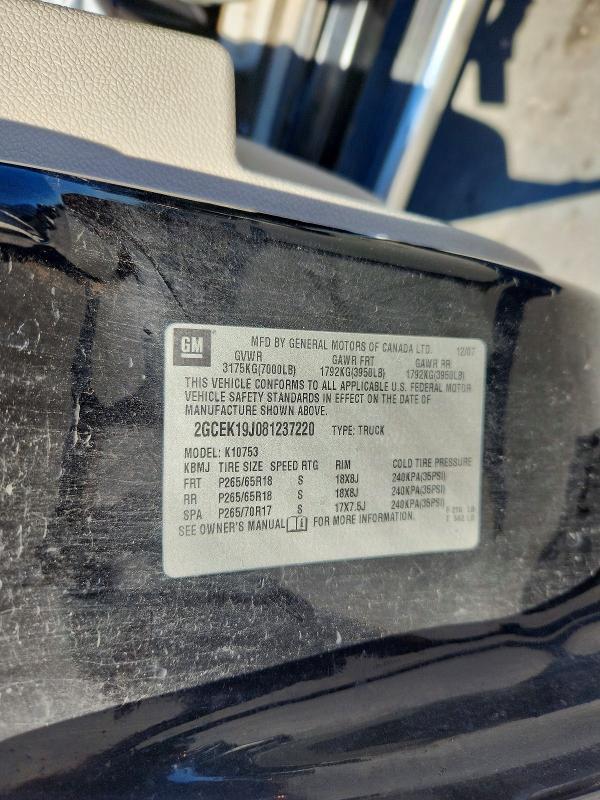 GM MFD BY GENERAL MOTORS OF CANADA LTD. 12/07
GVWR GAWR FRT GAWR RR
3175KG(7000LB) 1792KG(3950LB) 1792KG(3950LB)
THIS VEHICLE CONFORMS TO ALL APPLICABLE U.S. FEDERAL MOTOR
VEHICLE SAFETY STANDARDS IN EFFECT ON THE DATE OF
MANUFACTURE SHOWN ABOVE.
2GCEK19J081237220 TYPE: TRUCK
MODEL: K10753
KBMJ TIRE SIZE SPEED RTG RIM COLD TIRE PRESSURE
FRT P265/65R18 S 18X8J 240KPA(35PSI)
RR P265/65R18 S 18X8J 240KPA(35PSI)
SPA P265/70R17 S 17X7.5J 240KPA(35PSI)
SEE OWNER'S MANUAL FOR MORE INFORMATION.